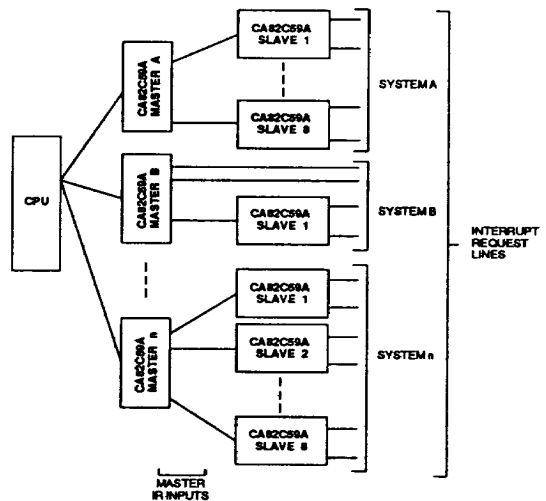 CA82C59A
SLAVE 1
CA82C59A
MASTER A
SYSTEM A
CA82C59A
SLAVE 8
CPU
CA82C59A
MASTER B
CA82C59A
SLAVE 1
SYSTEM B
INTERRUPT
REQUEST
LINES
CA82C59A
SLAVE 1
CA82C59A
MASTER n
CA82C59A
SLAVE 2
SYSTEM n
CA82C59A
SLAVE 8
MASTER
IR INPUTS